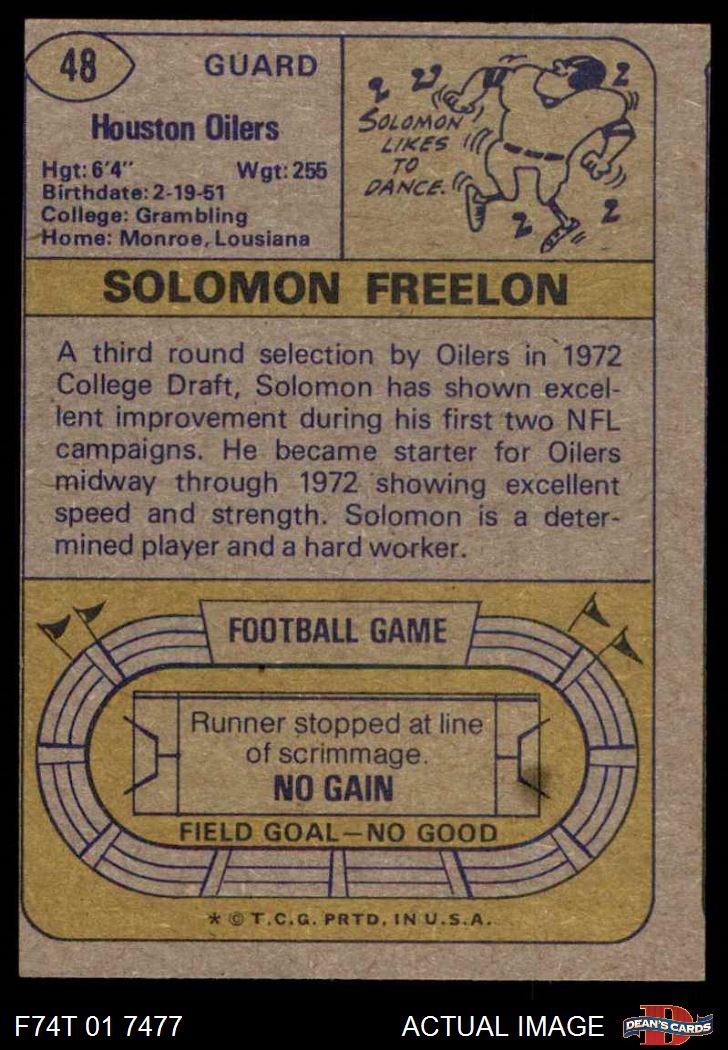 48
GUARD
Houston Oilers
Hgt: 6'4" Wgt: 255
Birthdate: 2-19-51
College: Grambling
Home: Monroe, Lousiana
SOLOMON
LIKES
TO
DANCE.
SOLOMON FREELON
A third round selection by Oilers in 1972
College Draft, Solomon has shown excel-
lent improvement during his first two NFL
campaigns. He became starter for Oilers
midway through 1972 showing excellent
speed and strength. Solomon is a deter-
mined player and a hard worker.
FOOTBALL GAME
Runner stopped at line
of scrimmage.
NO GAIN
FIELD GOAL—NO GOOD
* © T.C.G. PRTD. IN U.S.A.
F74T 01 7477
ACTUAL IMAGE
D
DEAN'S CARDS